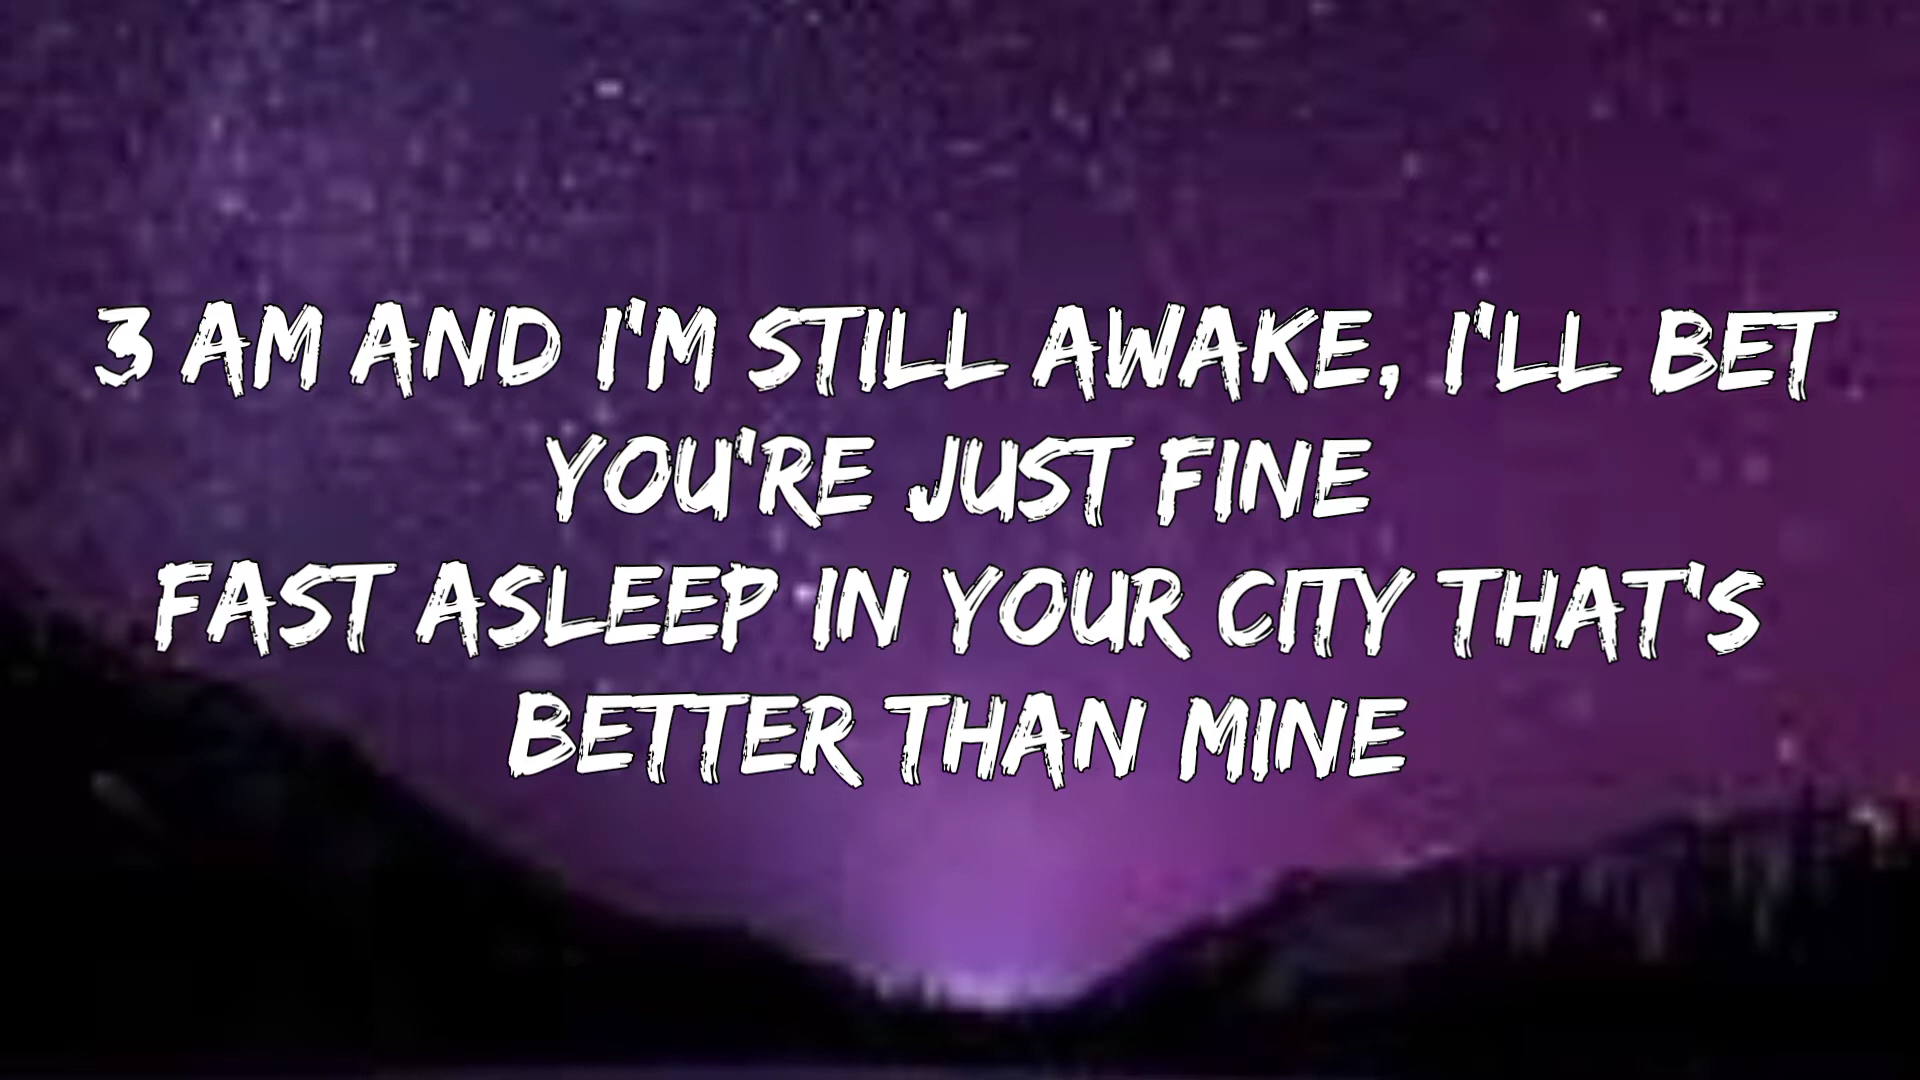 3 AM AND I'M STILL AWAKE, I'LL BET
YOU'RE JUST FINE
FAST ASLEEP IN YOUR CITY THAT'S
BETTER THAN MINE